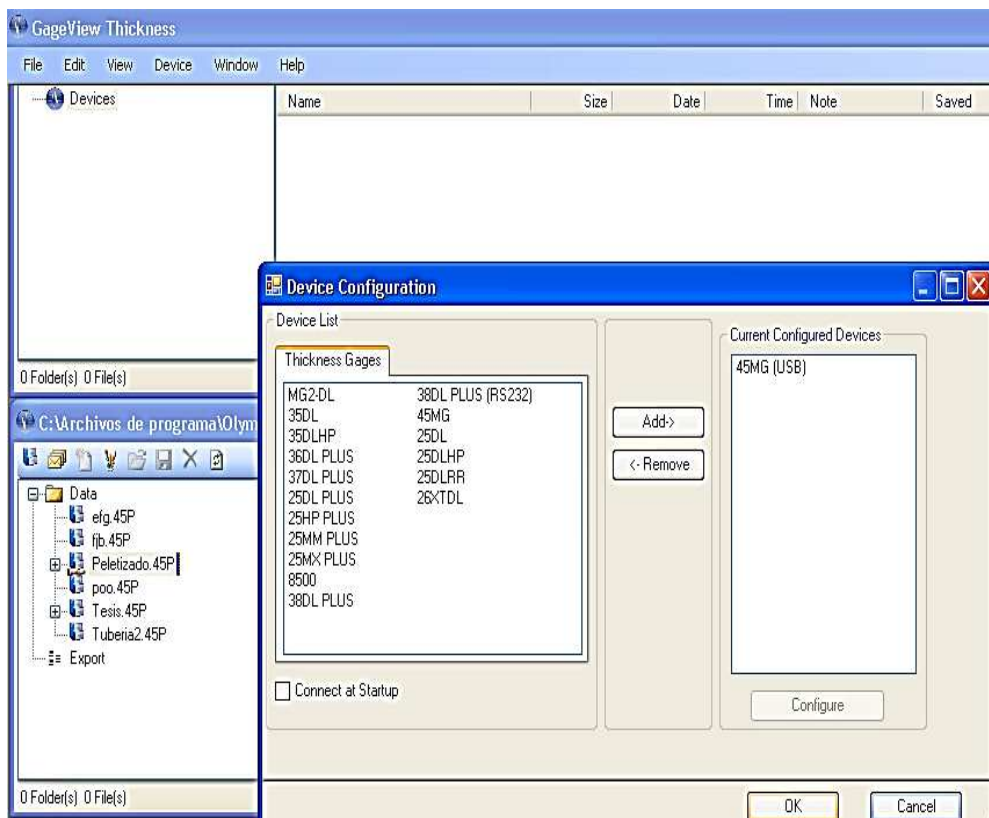 GageView Thickness
File Edit View Device Window Help
Devices
Name Size Date Time Note Saved
0 Folder(s) 0 File(s)
C:\Archivos de programa\Olym
Data
efg.45P
fjb.45P
Peletizado.45P
poo.45P
Tesis.45P
Tuberia2.45P
Export
0 Folder(s) 0 File(s)
Device Configuration
Device List
Thickness Gages
MG2-DL
35DL
35DLHP
36DL PLUS
37DL PLUS
25DL PLUS
25HP PLUS
25MM PLUS
25MX PLUS
8500
38DL PLUS
38DL PLUS (RS232)
45MG
25DL
25DLHP
25DLRR
26XTDL
Connect at Startup
Add->
<- Remove
Current Configured Devices
45MG (USB)
Configure
OK Cancel